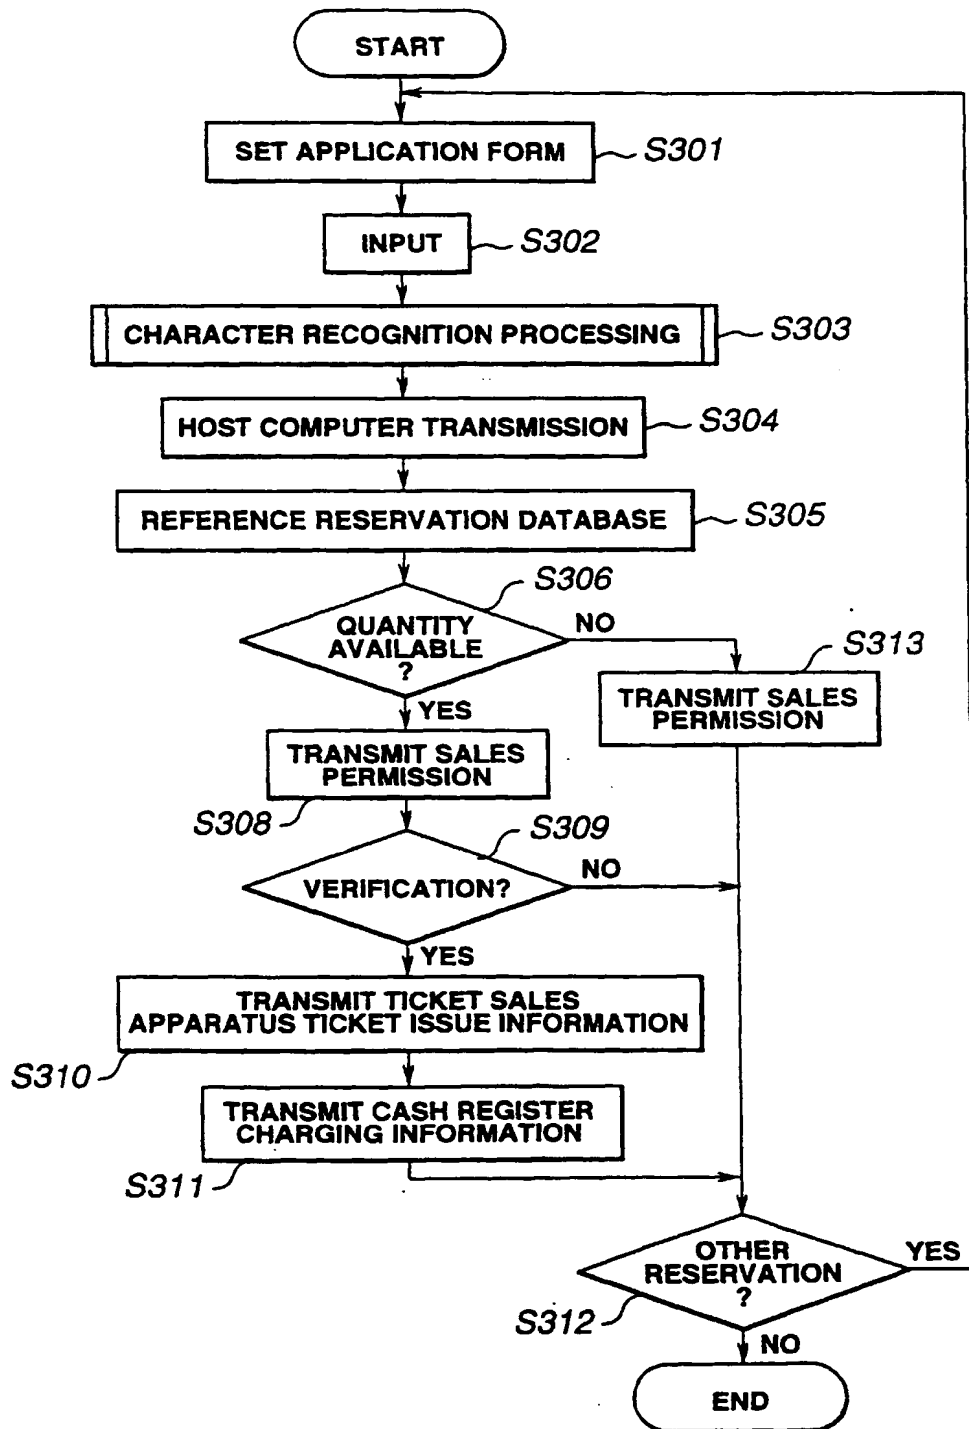 START
SET APPLICATION FORM
S301
INPUT
S302
CHARACTER RECOGNITION PROCESSING
S303
HOST COMPUTER TRANSMISSION
S304
REFERENCE RESERVATION DATABASE
S305
S306
QUANTITY
AVAILABLE
?
NO
YES
S313
TRANSMIT SALES
PERMISSION
TRANSMIT SALES
PERMISSION
S308
S309
VERIFICATION?
NO
YES
TRANSMIT TICKET SALES
APPARATUS TICKET ISSUE INFORMATION
S310
TRANSMIT CASH REGISTER
CHARGING INFORMATION
S311
OTHER
RESERVATION
?
YES
S312
NO
END